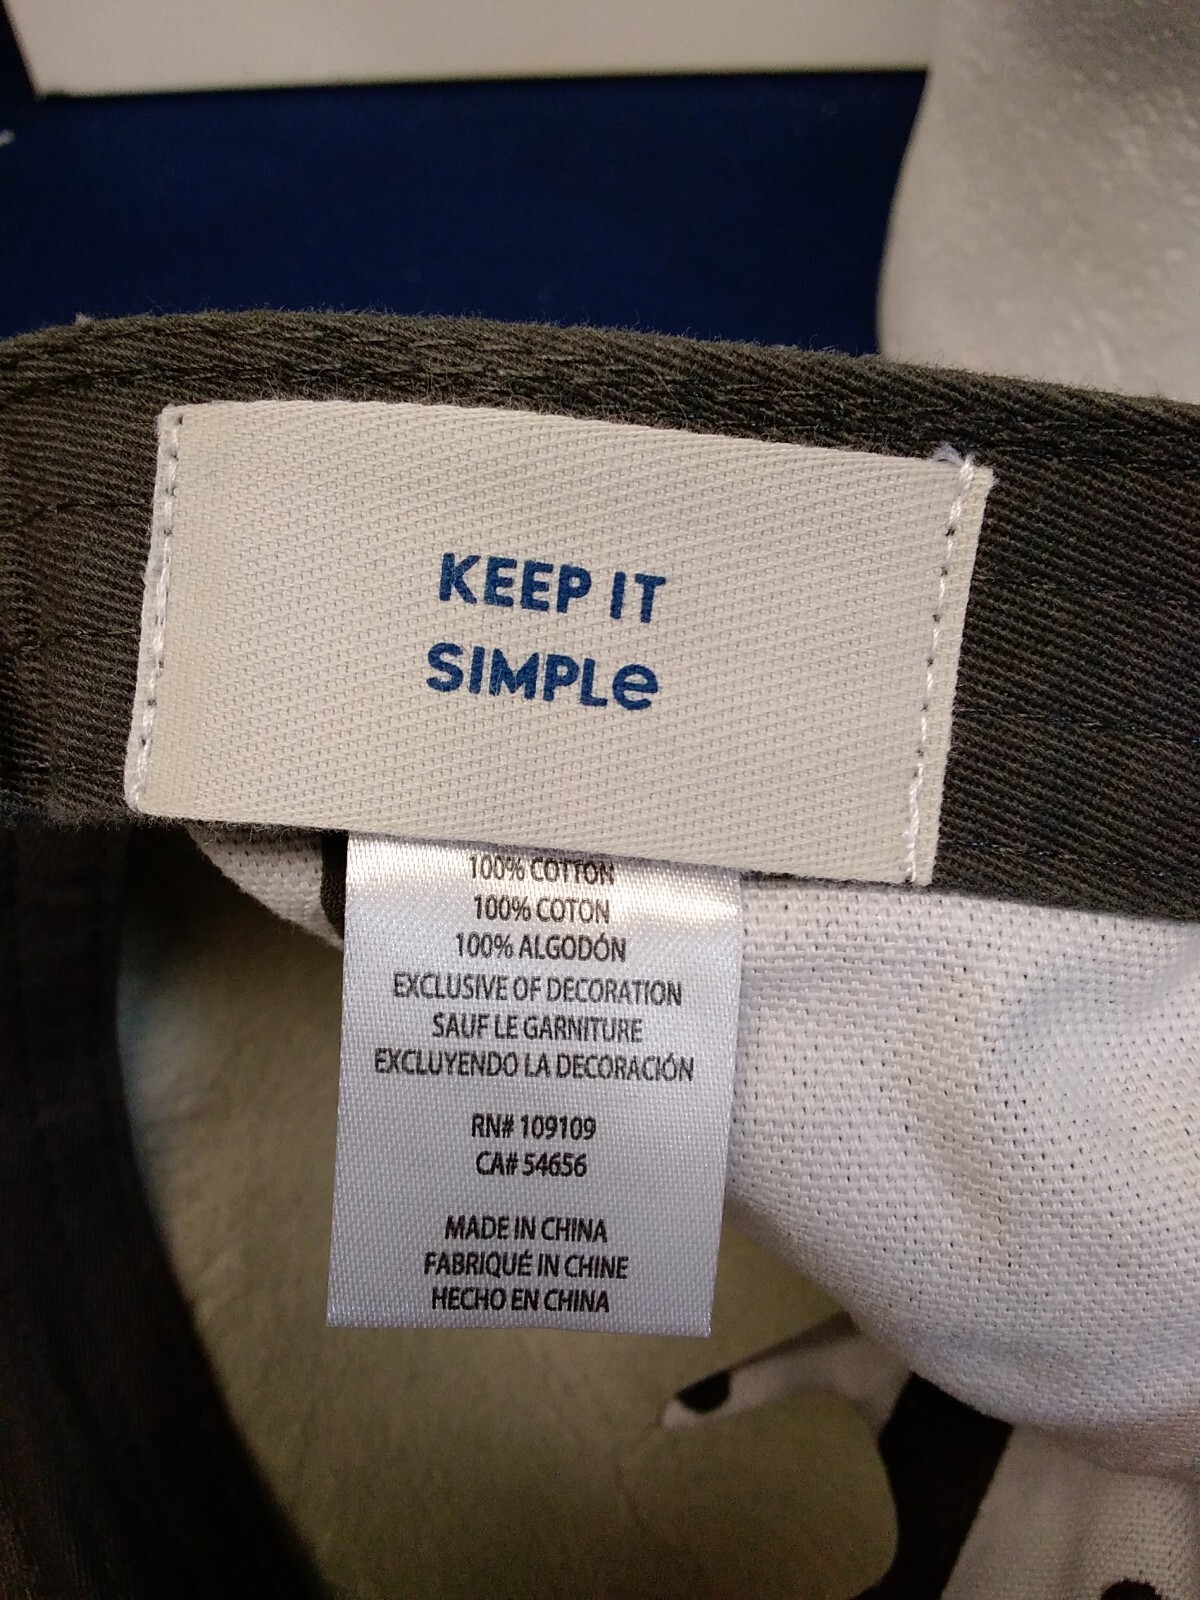 KEEP IT
SIMPLe
100% COTTON
100% COTON
100% ALGODÓN
EXCLUSIVE OF DECORATION
SAUF LE GARNITURE
EXCLUYENDO LA DECORACIÓN
RN# 109109
CA# 54656
MADE IN CHINA
FABRIQUÉ IN CHINE
HECHO EN CHINA